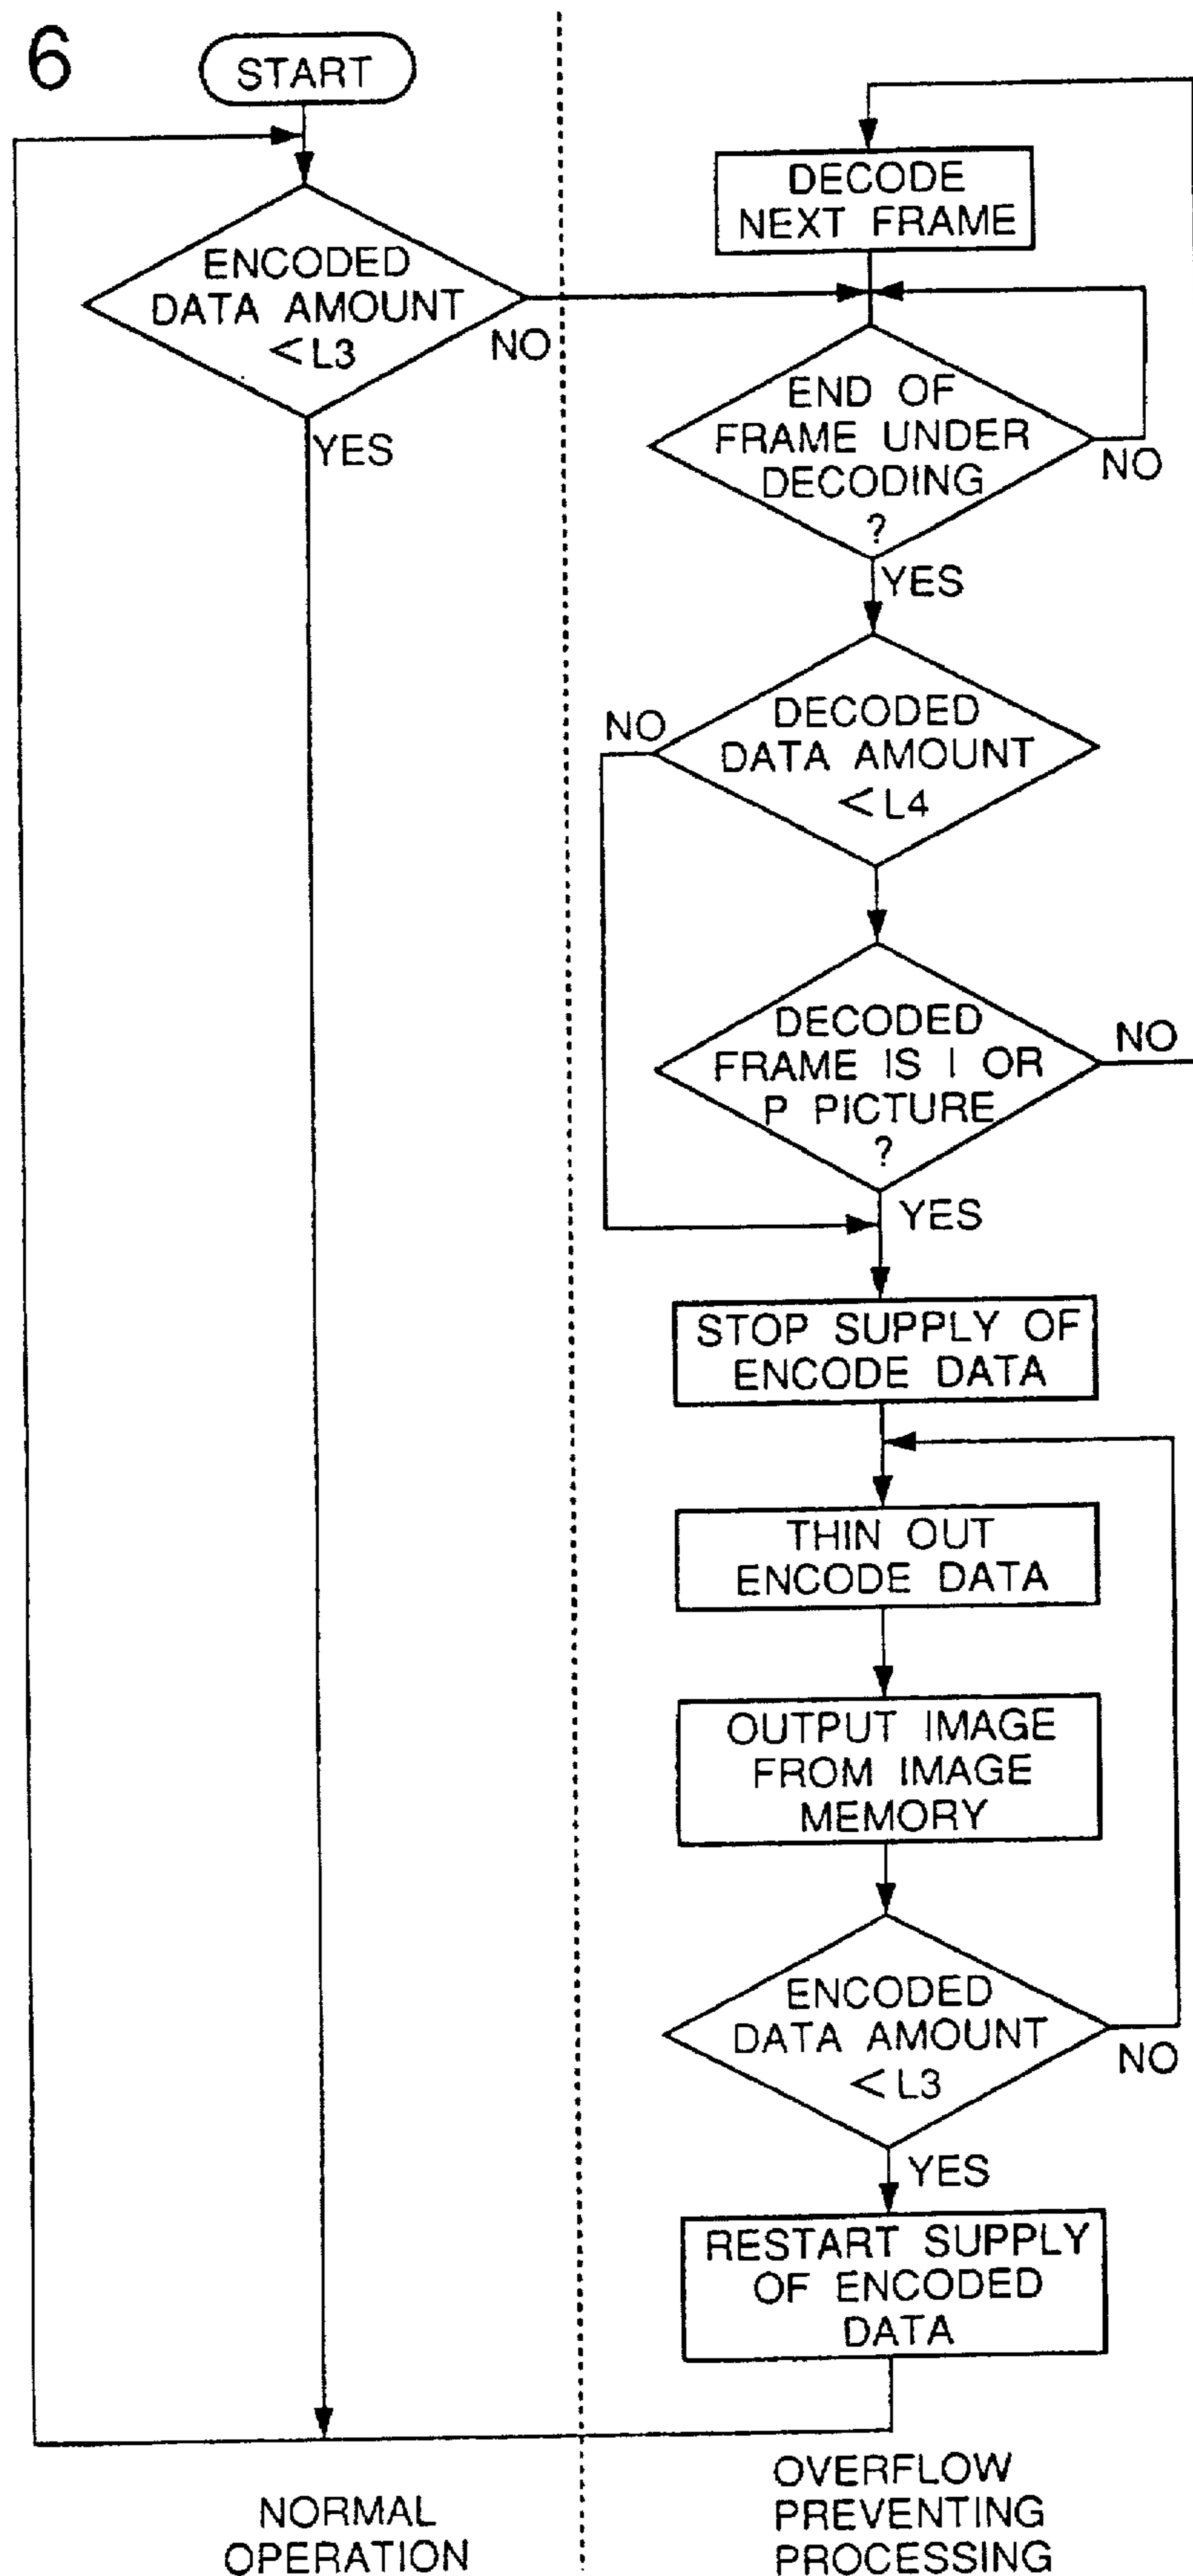 6
START
ENCODED
DATA AMOUNT
< L3
NO
YES
DECODE
NEXT FRAME
END OF
FRAME UNDER
DECODING
?
NO
YES
DECODED
DATA AMOUNT
< L4
NO
DECODED
FRAME IS I OR
P PICTURE
?
NO
YES
STOP SUPPLY OF
ENCODE DATA
THIN OUT
ENCODE DATA
OUTPUT IMAGE
FROM IMAGE
MEMORY
ENCODED
DATA AMOUNT
< L3
NO
YES
RESTART SUPPLY
OF ENCODED
DATA
NORMAL
OPERATION
OVERFLOW
PREVENTING
PROCESSING